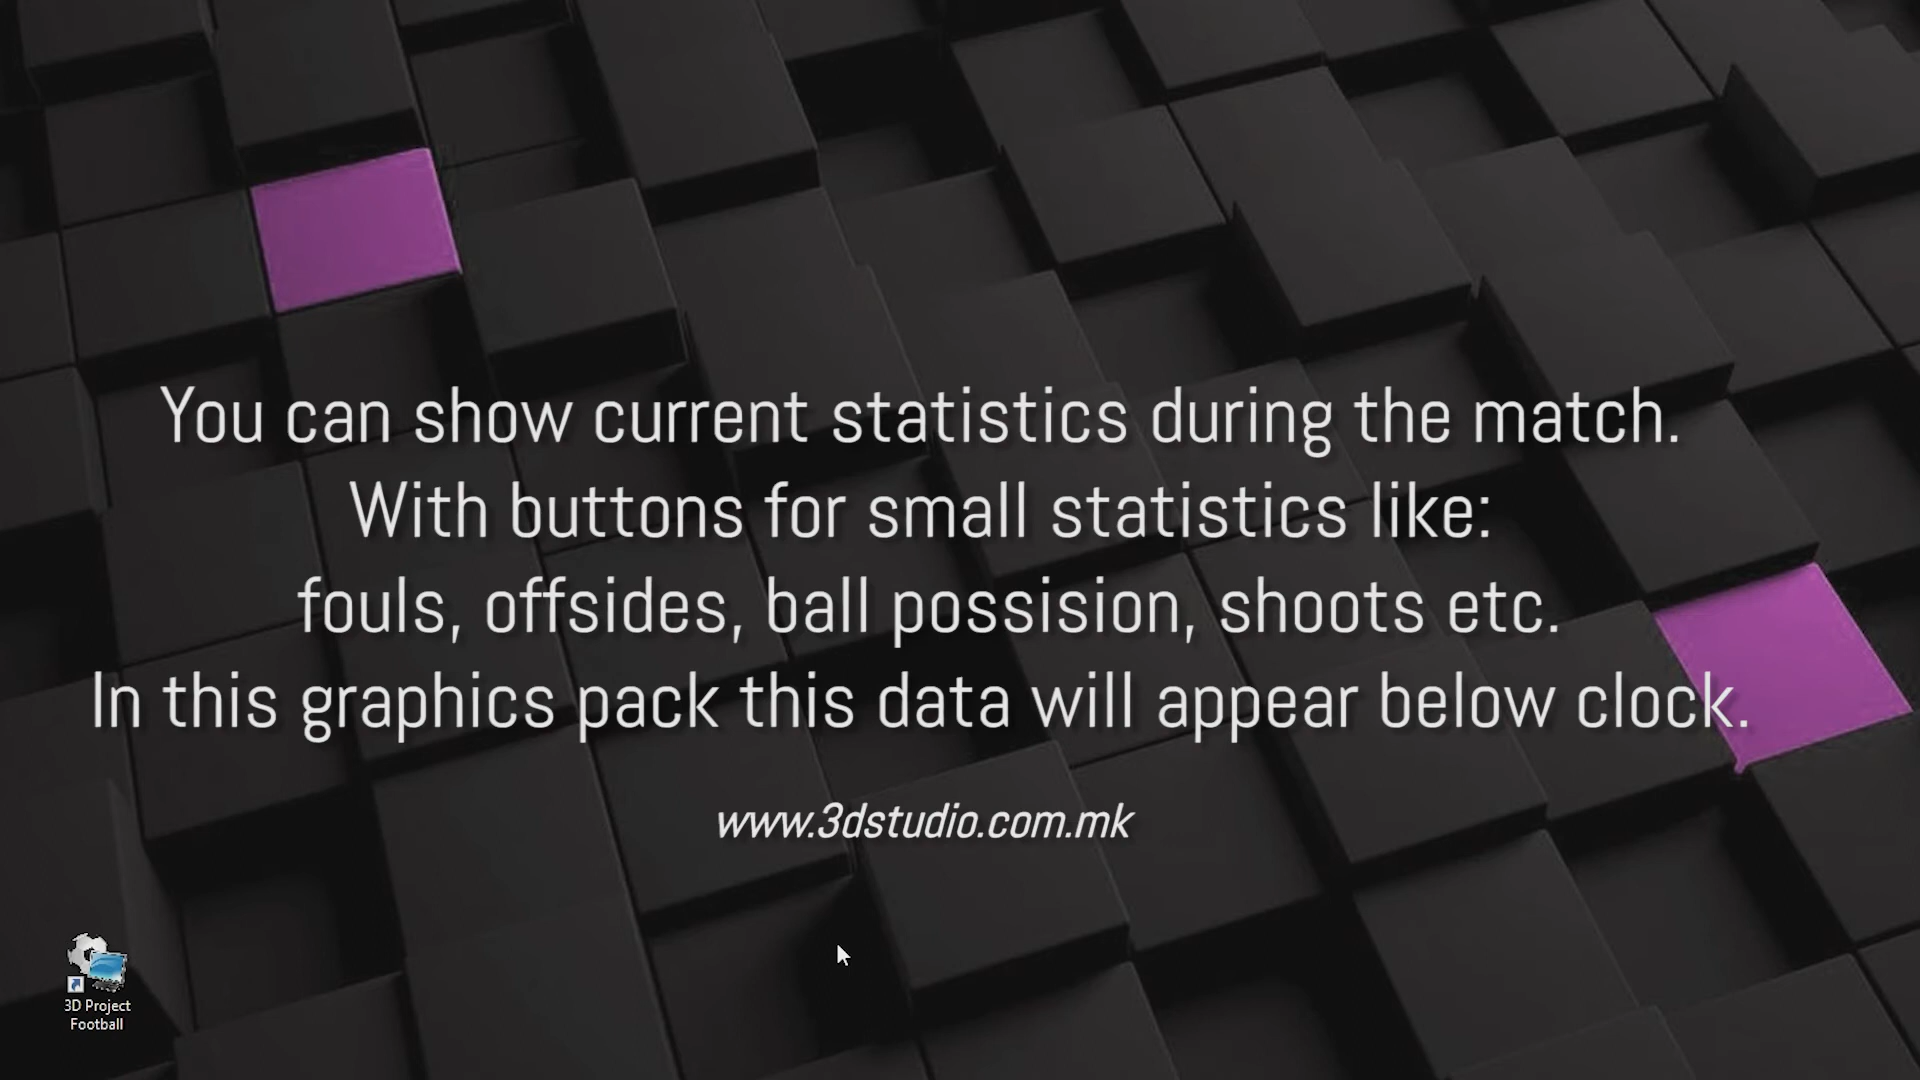 You can show current statistics during the match.
With buttons for small statistics like:
fouls, offsides, ball possision, shoots etc.
In this graphics pack this data will appear below clock.
www.3dstudio.com.mk
3D Project
Football